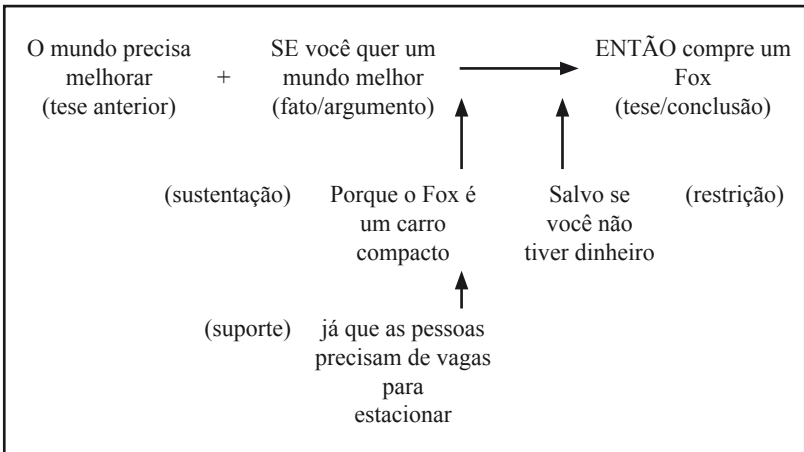 O mundo precisa
melhorar
(tese anterior)
+
SE você quer um
mundo melhor
(fato/argumento)
ENTÃO compre um
Fox
(tese/conclusão)
(sustentação)
Porque o Fox é
um carro
compacto
Salvo se
você não
tiver dinheiro
(restrição)
(suporte)
já que as pessoas
precisam de vagas
para
estacionar